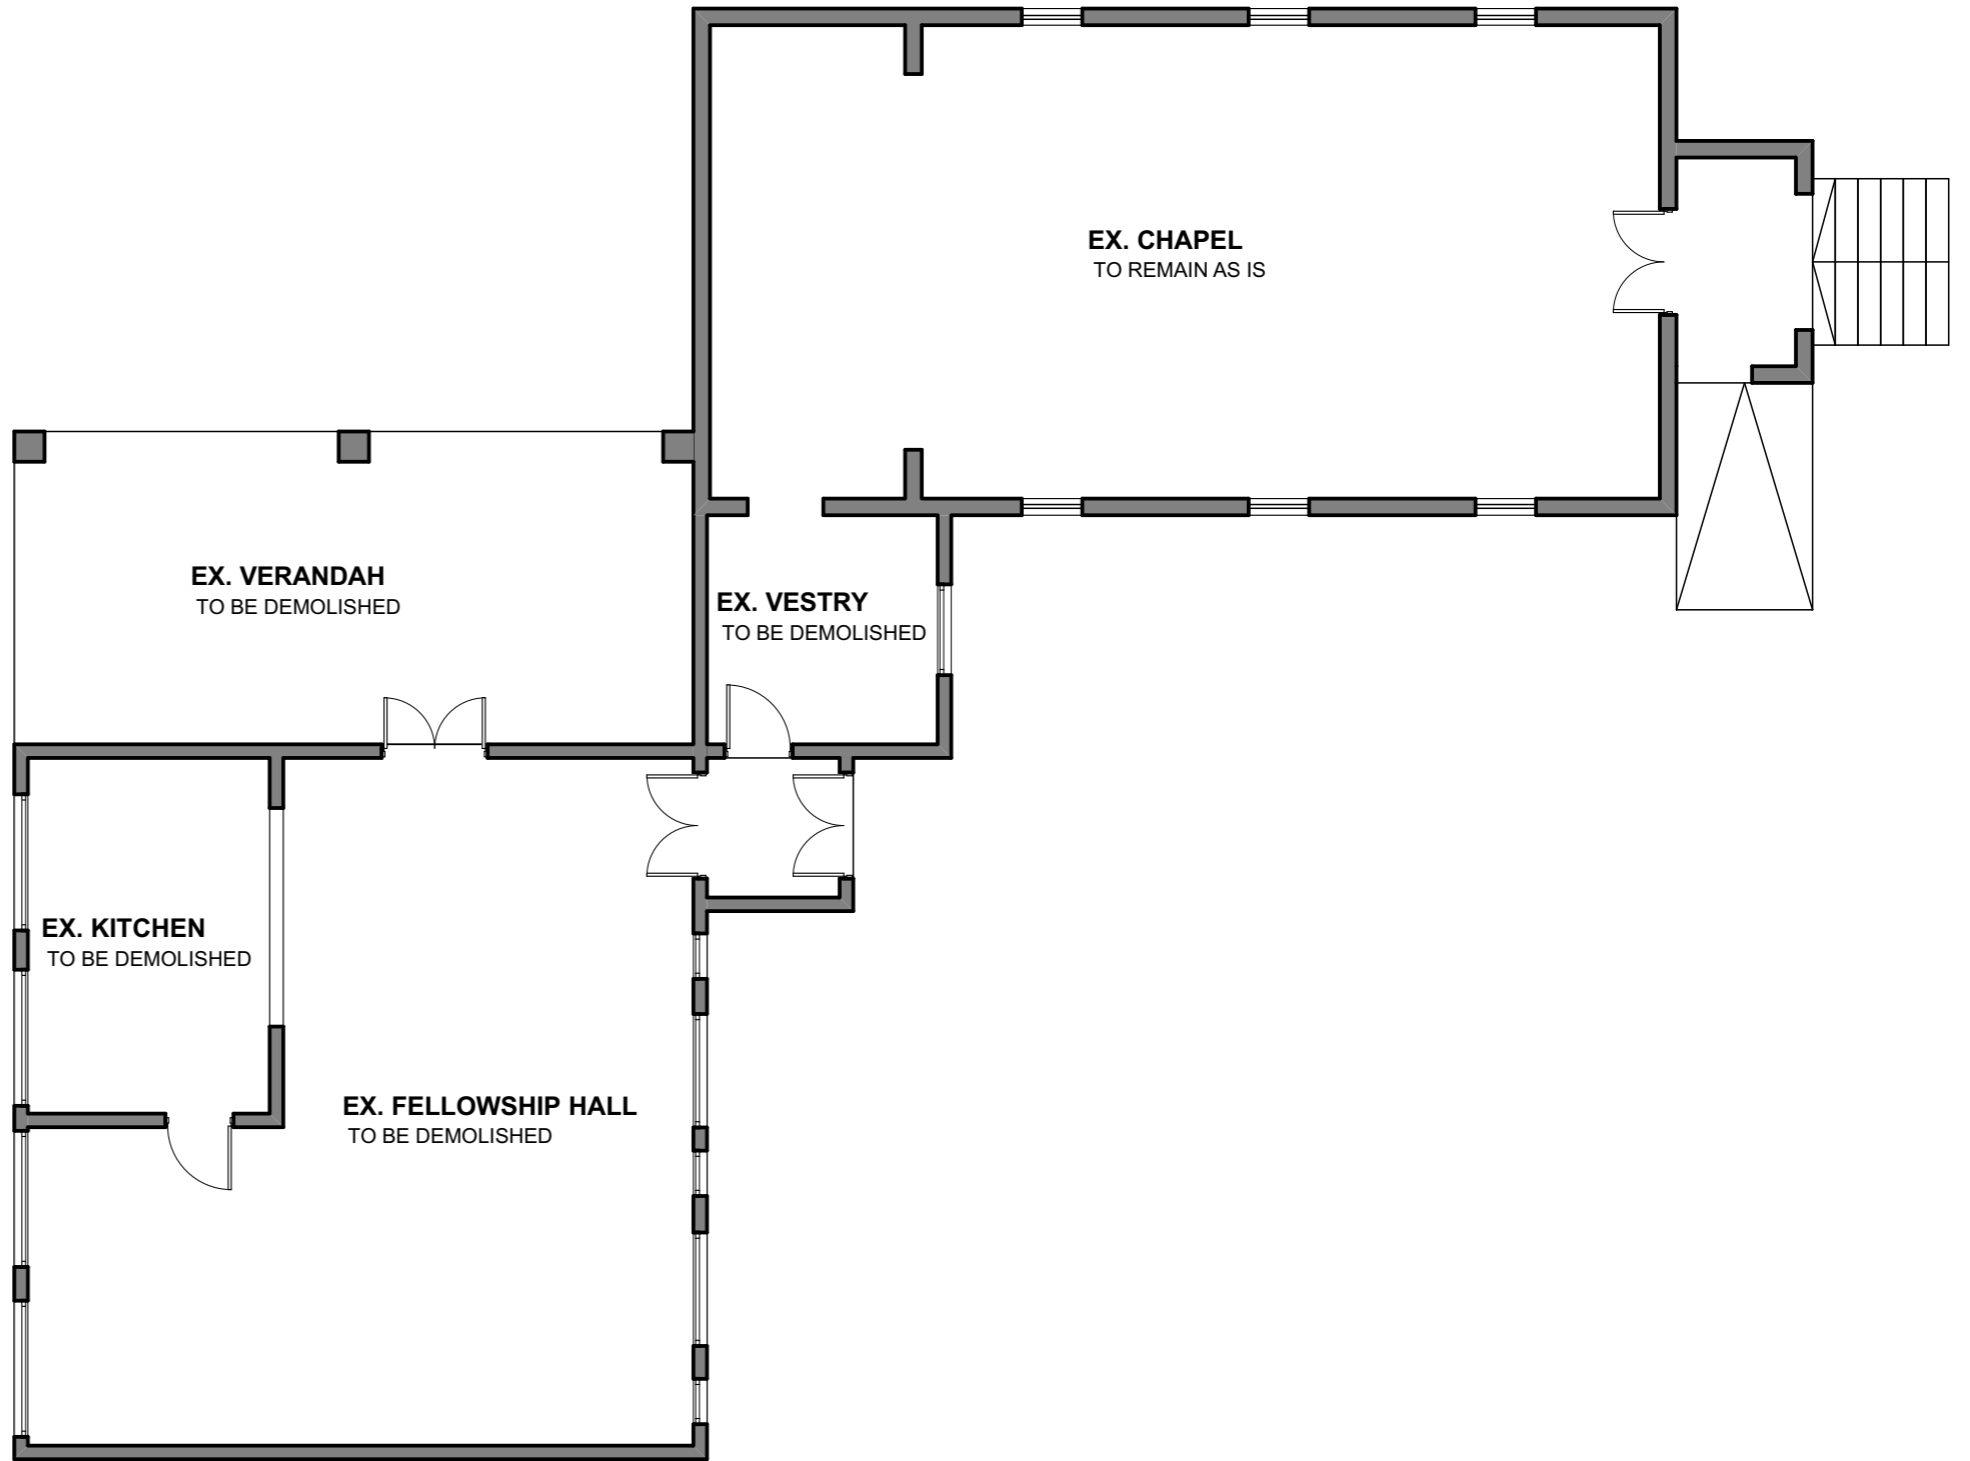 EX. CHAPEL
TO REMAIN AS IS
EX. VERANDAH
TO BE DEMOLISHED
EX. VESTRY
TO BE DEMOLISHED
EX. KITCHEN
TO BE DEMOLISHED
EX. FELLOWSHIP HALL
TO BE DEMOLISHED